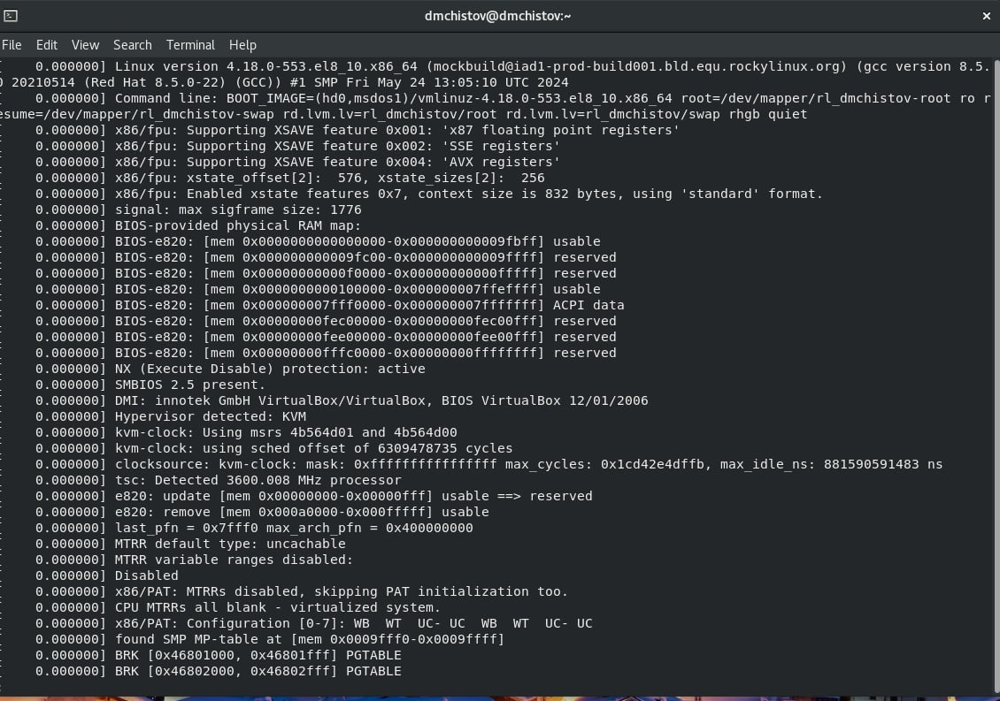 dmchistov@dmchistov:~
File Edit View Search Terminal Help
[    0.000000] Linux version 4.18.0-553.el8_10.x86_64 (mockbuild@iad1-prod-build001.bld.equ.rockylinux.org) (gcc version 8.5.
0 20210514 (Red Hat 8.5.0-22) (GCC)) #1 SMP Fri May 24 13:05:10 UTC 2024
[    0.000000] Command line: BOOT_IMAGE=(hd0,msdos1)/vmlinuz-4.18.0-553.el8_10.x86_64 root=/dev/mapper/rl_dmchistov-root ro r
esume=/dev/mapper/rl_dmchistov-swap rd.lvm.lv=rl_dmchistov/root rd.lvm.lv=rl_dmchistov/swap rhgb quiet
[    0.000000] x86/fpu: Supporting XSAVE feature 0x001: 'x87 floating point registers'
[    0.000000] x86/fpu: Supporting XSAVE feature 0x002: 'SSE registers'
[    0.000000] x86/fpu: Supporting XSAVE feature 0x004: 'AVX registers'
[    0.000000] x86/fpu: xstate_offset[2]:  576, xstate_sizes[2]:  256
[    0.000000] x86/fpu: Enabled xstate features 0x7, context size is 832 bytes, using 'standard' format.
[    0.000000] signal: max sigframe size: 1776
[    0.000000] BIOS-provided physical RAM map:
[    0.000000] BIOS-e820: [mem 0x0000000000000000-0x000000000009fbff] usable
[    0.000000] BIOS-e820: [mem 0x000000000009fc00-0x000000000009ffff] reserved
[    0.000000] BIOS-e820: [mem 0x00000000000f0000-0x00000000000fffff] reserved
[    0.000000] BIOS-e820: [mem 0x0000000000100000-0x000000007ffeffff] usable
[    0.000000] BIOS-e820: [mem 0x000000007fff0000-0x000000007fffffff] ACPI data
[    0.000000] BIOS-e820: [mem 0x00000000fec00000-0x00000000fec00fff] reserved
[    0.000000] BIOS-e820: [mem 0x00000000fee00000-0x00000000fee00fff] reserved
[    0.000000] BIOS-e820: [mem 0x00000000fffc0000-0x00000000ffffffff] reserved
[    0.000000] NX (Execute Disable) protection: active
[    0.000000] SMBIOS 2.5 present.
[    0.000000] DMI: innotek GmbH VirtualBox/VirtualBox, BIOS VirtualBox 12/01/2006
[    0.000000] Hypervisor detected: KVM
[    0.000000] kvm-clock: Using msrs 4b564d01 and 4b564d00
[    0.000000] kvm-clock: using sched offset of 6309478735 cycles
[    0.000000] clocksource: kvm-clock: mask: 0xffffffffffffffff max_cycles: 0x1cd42e4dffb, max_idle_ns: 881590591483 ns
[    0.000000] tsc: Detected 3600.008 MHz processor
[    0.000000] e820: update [mem 0x00000000-0x00000fff] usable ==> reserved
[    0.000000] e820: remove [mem 0x000a0000-0x000fffff] usable
[    0.000000] last_pfn = 0x7fff0 max_arch_pfn = 0x400000000
[    0.000000] MTRR default type: uncachable
[    0.000000] MTRR variable ranges disabled:
[    0.000000] Disabled
[    0.000000] x86/PAT: MTRRs disabled, skipping PAT initialization too.
[    0.000000] CPU MTRRs all blank - virtualized system.
[    0.000000] x86/PAT: Configuration [0-7]: WB  WT  UC- UC  WB  WT  UC- UC
[    0.000000] found SMP MP-table at [mem 0x0009fff0-0x0009ffff]
[    0.000000] BRK [0x46801000, 0x46801fff] PGTABLE
[    0.000000] BRK [0x46802000, 0x46802fff] PGTABLE
: